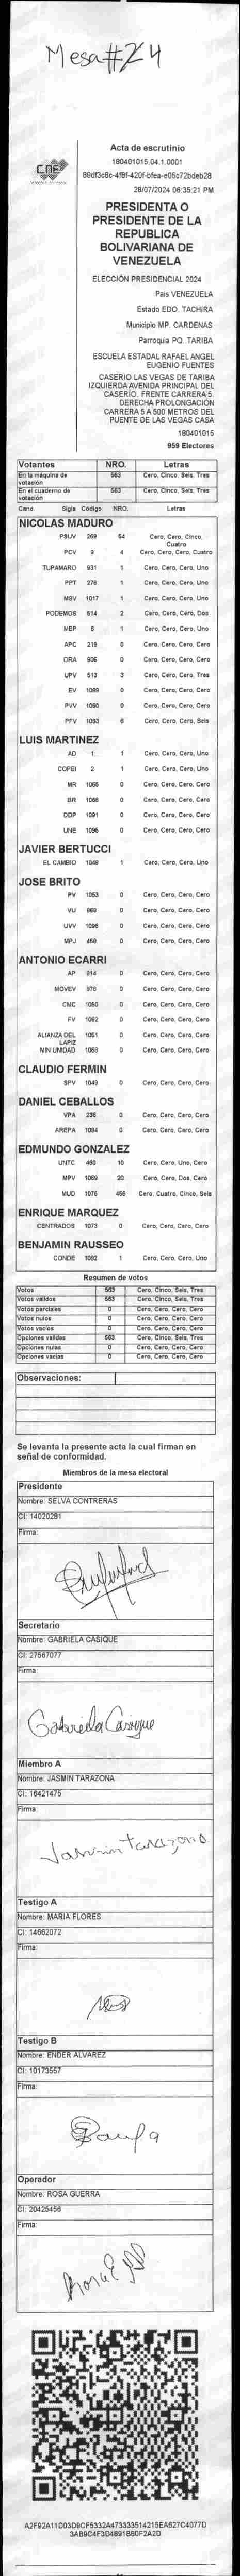 Mesa#24
CNE
Acta de escrutinio
180401015.04.1.0001
89df3c8c-4f8f-420f-bfea-e05c72bdeb28
28/07/2024 06:35:21 PM
PRESIDENTA O
PRESIDENTE DE LA
REPUBLICA
BOLIVARIANA DE
VENEZUELA
ELECCIÓN PRESIDENCIAL 2024
País VENEZUELA
Estado EDO. TACHIRA
Municipio MP. CARDENAS
Parroquia PQ. TARIBA
ESCUELA ESTADAL RAFAEL ANGEL
EUGENIO FUENTES
CASERIO LAS VEGAS DE TARIBA
IZQUIERDA AVENIDA PRINCIPAL DEL
CASERIO. FRENTE CARRERA 5.
DERECHA PROLONGACIÓN
CARRERA 5 A 500 METROS DEL
PUENTE DE LAS VEGAS CASA
180401015
959 Electores
Votantes NRO. Letras
En la máquina de votación 563 Cero, Cinco, Seis, Tres
En el cuaderno de votación 563 Cero, Cinco, Seis, Tres
Cand. Sigla Código NRO. Letras
NICOLAS MADURO
PSUV 269 54 Cero, Cero, Cinco, Cuatro
PCV 9 4 Cero, Cero, Cero, Cuatro
TUPAMARO 931 1 Cero, Cero, Cero, Uno
PPT 276 1 Cero, Cero, Cero, Uno
MSV 1017 1 Cero, Cero, Cero, Uno
PODEMOS 514 2 Cero, Cero, Cero, Dos
MEP 6 1 Cero, Cero, Cero, Uno
APC 219 0 Cero, Cero, Cero, Cero
ORA 906 0 Cero, Cero, Cero, Cero
UPV 513 3 Cero, Cero, Cero, Tres
EV 1089 0 Cero, Cero, Cero, Cero
PVV 1090 0 Cero, Cero, Cero, Cero
PFV 1093 6 Cero, Cero, Cero, Seis
LUIS MARTINEZ
AD 1 1 Cero, Cero, Cero, Uno
COPEI 2 1 Cero, Cero, Cero, Uno
MR 1065 0 Cero, Cero, Cero, Cero
BR 1066 0 Cero, Cero, Cero, Cero
DDP 1091 0 Cero, Cero, Cero, Cero
UNE 1095 0 Cero, Cero, Cero, Cero
JAVIER BERTUCCI
EL CAMBIO 1048 1 Cero, Cero, Cero, Uno
JOSE BRITO
PV 1053 0 Cero, Cero, Cero, Cero
VU 969 0 Cero, Cero, Cero, Cero
UVV 1096 0 Cero, Cero, Cero, Cero
MPJ 459 0 Cero, Cero, Cero, Cero
ANTONIO ECARRI
AP 914 0 Cero, Cero, Cero, Cero
MOVEV 879 0 Cero, Cero, Cero, Cero
CMC 1050 0 Cero, Cero, Cero, Cero
FV 1062 0 Cero, Cero, Cero, Cero
ALIANZA DEL LAPIZ 1051 0 Cero, Cero, Cero, Cero
MIN UNIDAD 1068 0 Cero, Cero, Cero, Cero
CLAUDIO FERMIN
SPV 1049 0 Cero, Cero, Cero, Cero
DANIEL CEBALLOS
VPA 236 0 Cero, Cero, Cero, Cero
AREPA 1094 0 Cero, Cero, Cero, Cero
EDMUNDO GONZALEZ
UNTC 460 10 Cero, Cero, Uno, Cero
MPV 1069 20 Cero, Cero, Dos, Cero
MUD 1075 456 Cero, Cuatro, Cinco, Seis
ENRIQUE MARQUEZ
CENTRADOS 1073 0 Cero, Cero, Cero, Cero
BENJAMIN RAUSSEO
CONDE 1092 1 Cero, Cero, Cero, Uno
Resumen de votos
Votos 563 Cero, Cinco, Seis, Tres
Votos válidos 563 Cero, Cinco, Seis, Tres
Votos parciales 0 Cero, Cero, Cero, Cero
Votos nulos 0 Cero, Cero, Cero, Cero
Votos vacíos 0 Cero, Cero, Cero, Cero
Opciones válidas 563 Cero, Cinco, Seis, Tres
Opciones nulas 0 Cero, Cero, Cero, Cero
Opciones vacías 0 Cero, Cero, Cero, Cero
Observaciones:
Se levanta la presente acta la cual firman en
señal de conformidad.
Miembros de la mesa electoral
Presidente
Nombre: SELVA CONTRERAS
CI: 14020281
Firma:
Secretario
Nombre: GABRIELA CASIQUE
CI: 27567077
Firma:
Gabriela Casique
Miembro A
Nombre: JASMIN TARAZONA
CI: 16421475
Firma:
Jasmin tarazona
Testigo A
Nombre: MARIA FLORES
CI: 14662072
Firma:
Testigo B
Nombre: ENDER ALVAREZ
CI: 10173557
Firma:
Operador
Nombre: ROSA GUERRA
CI: 20425456
Firma:
A2F92A11D03D9CF5332A473333514215EA627C4077D
3AB9C4F3D4891B80F2A2D